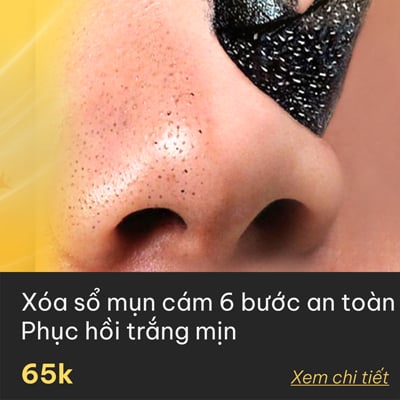 Xóa sổ mụn cám 6 bước an toàn
Phục hồi trắng mịn
65k
Xem chi tiết